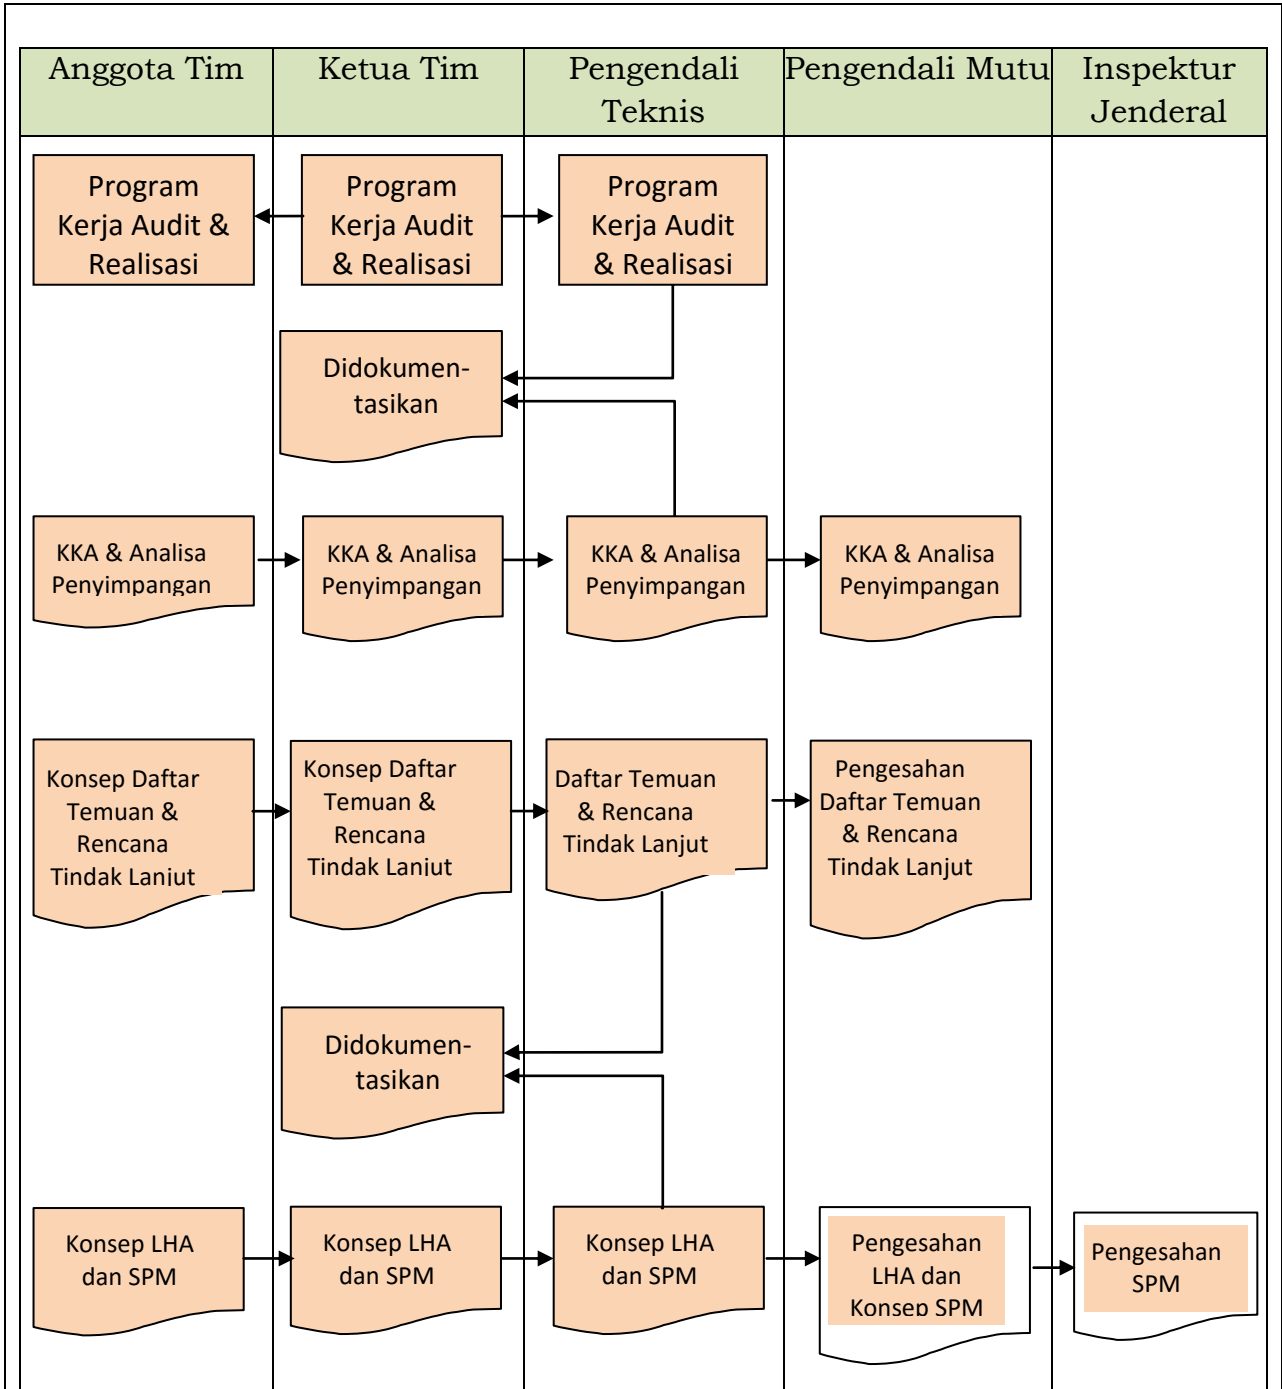 Anggota Tim
Ketua Tim
Pengendali
Teknis
Pengendali Mutu
Inspektur
Jenderal
Program
Kerja Audit &
Realisasi
Program
Kerja Audit
& Realisasi
Program
Kerja Audit
& Realisasi
Didokumen-
tasikan
KKA & Analisa
Penyimpangan
KKA & Analisa
Penyimpangan
KKA & Analisa
Penyimpangan
KKA & Analisa
Penyimpangan
Konsep Daftar
Temuan &
Rencana
Tindak Lanjut
Konsep Daftar
Temuan &
Rencana
Tindak Lanjut
Daftar Temuan
& Rencana
Tindak Lanjut
Pengesahan
Daftar Temuan
& Rencana
Tindak Lanjut
Didokumen-
tasikan
Konsep LHA
dan SPM
Konsep LHA
dan SPM
Konsep LHA
dan SPM
Pengesahan
LHA dan
Konsep SPM
Pengesahan
SPM